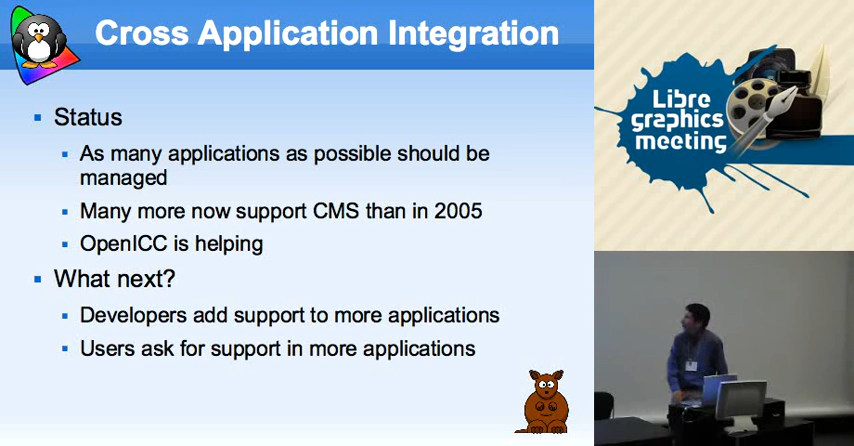 Cross Application Integration
Status
As many applications as possible should be
managed
Many more now support CMS than in 2005
OpenICC is helping
What next?
Developers add support to more applications
Users ask for support in more applications
Libre
graphics
meeting